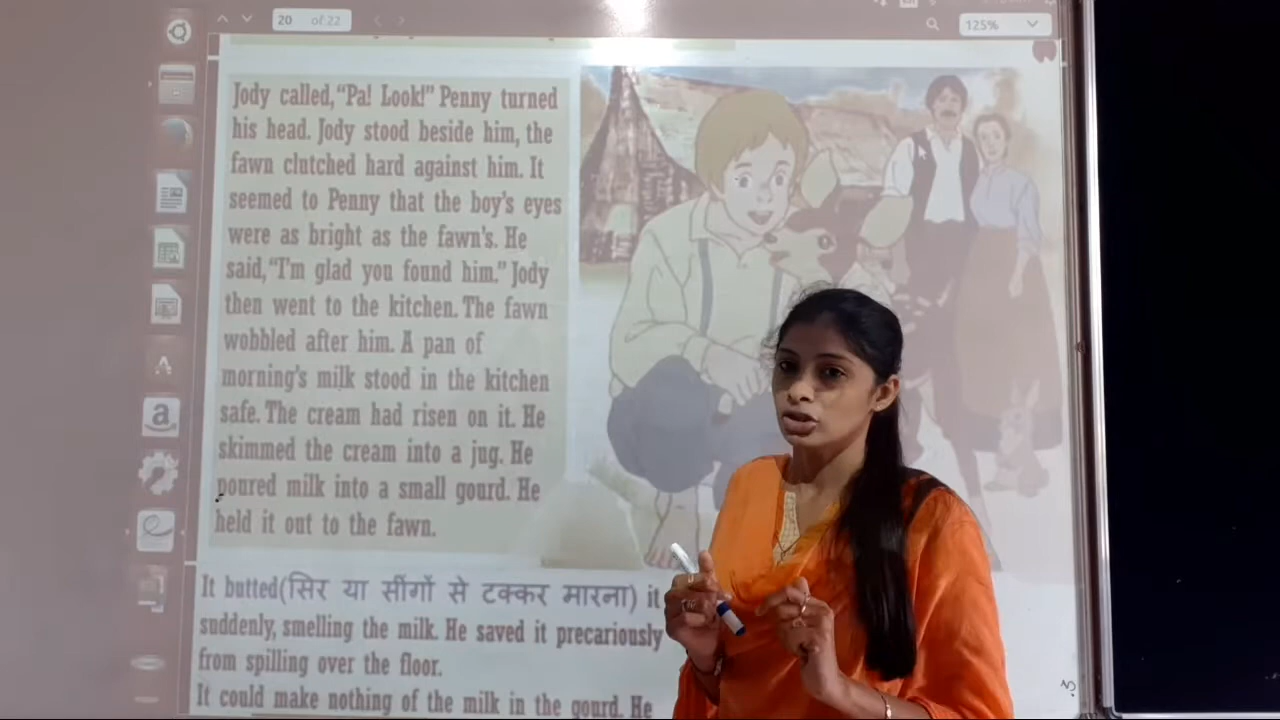 20 of 22
125%
Jody called, “Pa! Look!” Penny turned
his head. Jody stood beside him, the
fawn clutched hard against him. It
seemed to Penny that the boy’s eyes
were as bright as the fawn’s. He
said, “I’m glad you found him.” Jody
then went to the kitchen. The fawn
wobbled after him. A pan of
morning’s milk stood in the kitchen
safe. The cream had risen on it. He
skimmed the cream into a jug. He
poured milk into a small gourd. He
held it out to the fawn.
It butted(सिर या सींगों से टक्कर मारना) it
suddenly, smelling the milk. He saved it precariously
from spilling over the floor.
It could make nothing of the milk in the gourd. He